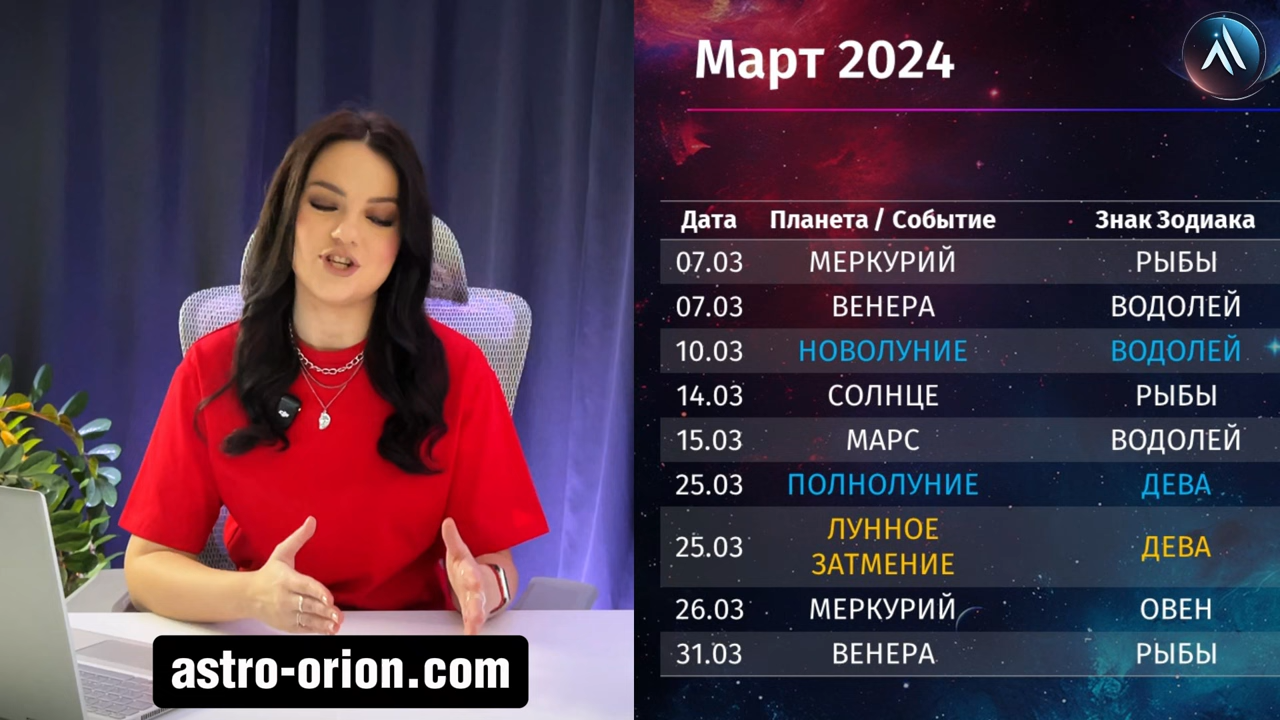 Март 2024
Дата Планета / Событие Знак Зодиака
07.03 МЕРКУРИЙ РЫБЫ
07.03 ВЕНЕРА ВОДОЛЕЙ
10.03 НОВОЛУНИЕ ВОДОЛЕЙ
14.03 СОЛНЦЕ РЫБЫ
15.03 МАРС ВОДОЛЕЙ
25.03 ПОЛНОЛУНИЕ ДЕВА
25.03 ЛУННОЕ
ЗАТМЕНИЕ ДЕВА
26.03 МЕРКУРИЙ ОВЕН
31.03 ВЕНЕРА РЫБЫ
astro-orion.com